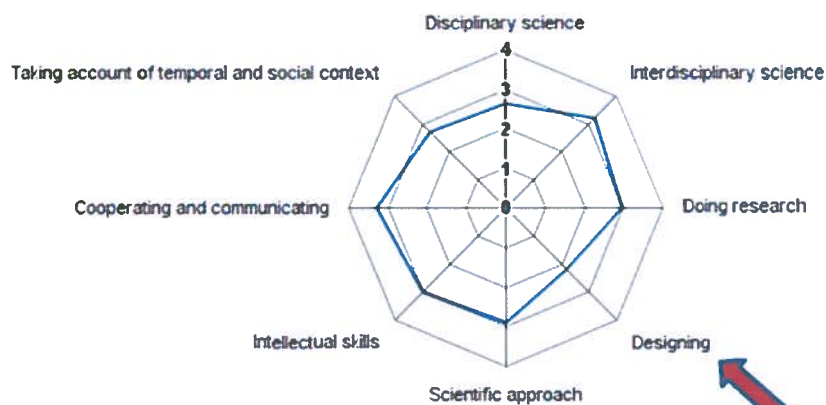 Disciplinary science
4
Taking account of temporal and social context
Interdisciplinary science
3
2
1
Cooperating and communicating
0
Doing research
Intellectual skills
Designing
Scientific approach